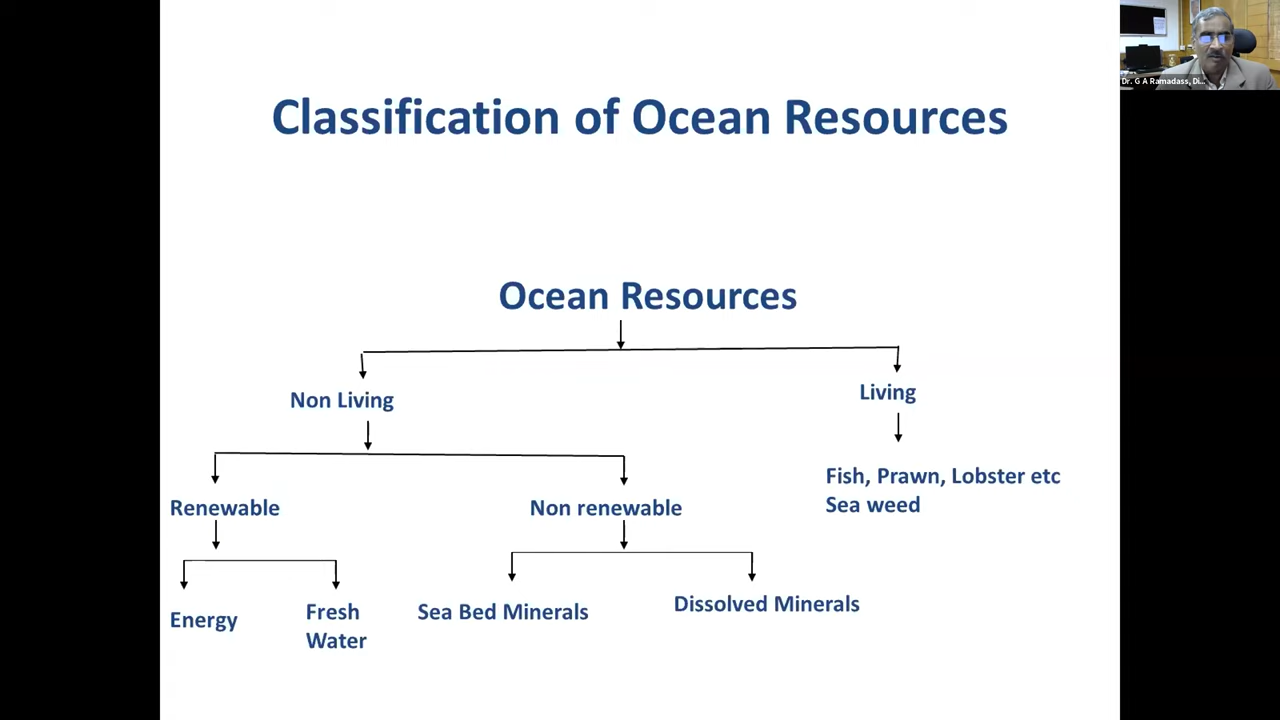 Classification of Ocean Resources
Dr. G A Ramadass, Di...
Ocean Resources
Non Living
Living
Renewable
Non renewable
Fish, Prawn, Lobster etc
Sea weed
Energy
Fresh
Water
Sea Bed Minerals
Dissolved Minerals